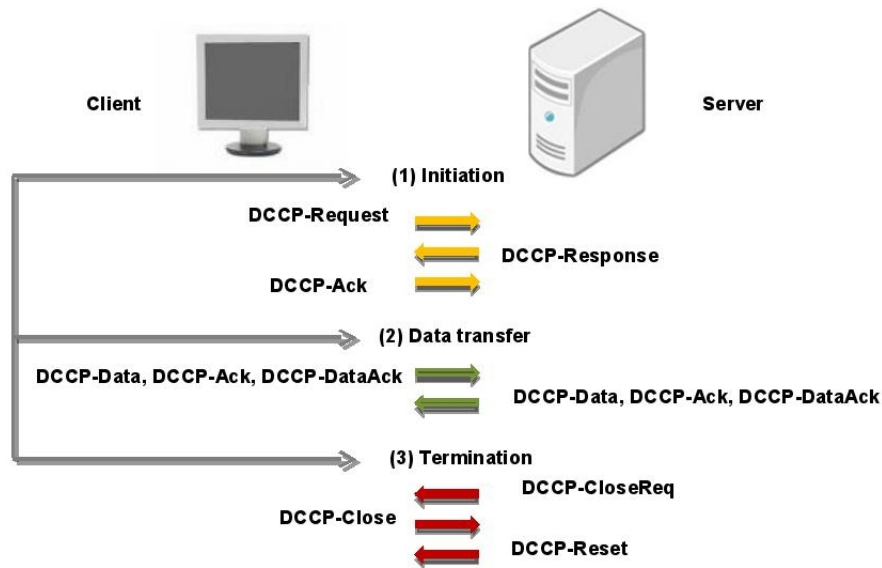 Client
Server
(1) Initiation
DCCP-Request
DCCP-Response
DCCP-Ack
(2) Data transfer
DCCP-Data, DCCP-Ack, DCCP-DataAck
DCCP-Data, DCCP-Ack, DCCP-DataAck
(3) Termination
DCCP-CloseReq
DCCP-Close
DCCP-Reset